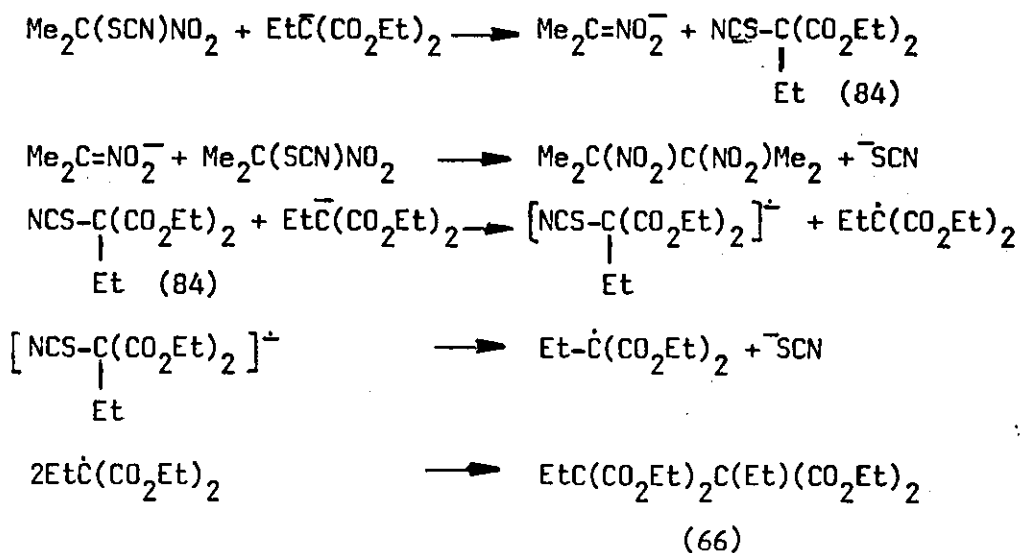 Me₂C(SCN)NO₂ + EtC̄(CO₂Et)₂ ⟶ Me₂C=NO₂⁻ + NCS-C(CO₂Et)₂
Et (84)
Me₂C=NO₂⁻ + Me₂C(SCN)NO₂ ⟶ Me₂C(NO₂)C(NO₂)Me₂ + ⁻SCN
NCS-C(CO₂Et)₂ + EtC̄(CO₂Et)₂ ⟶ [NCS-C(CO₂Et)₂]∸ + EtĊ(CO₂Et)₂
Et (84) Et
[NCS-C(CO₂Et)₂]∸ ⟶ Et-Ċ(CO₂Et)₂ + ⁻SCN
Et
2EtĊ(CO₂Et)₂ ⟶ EtC(CO₂Et)₂C(Et)(CO₂Et)₂
(66)